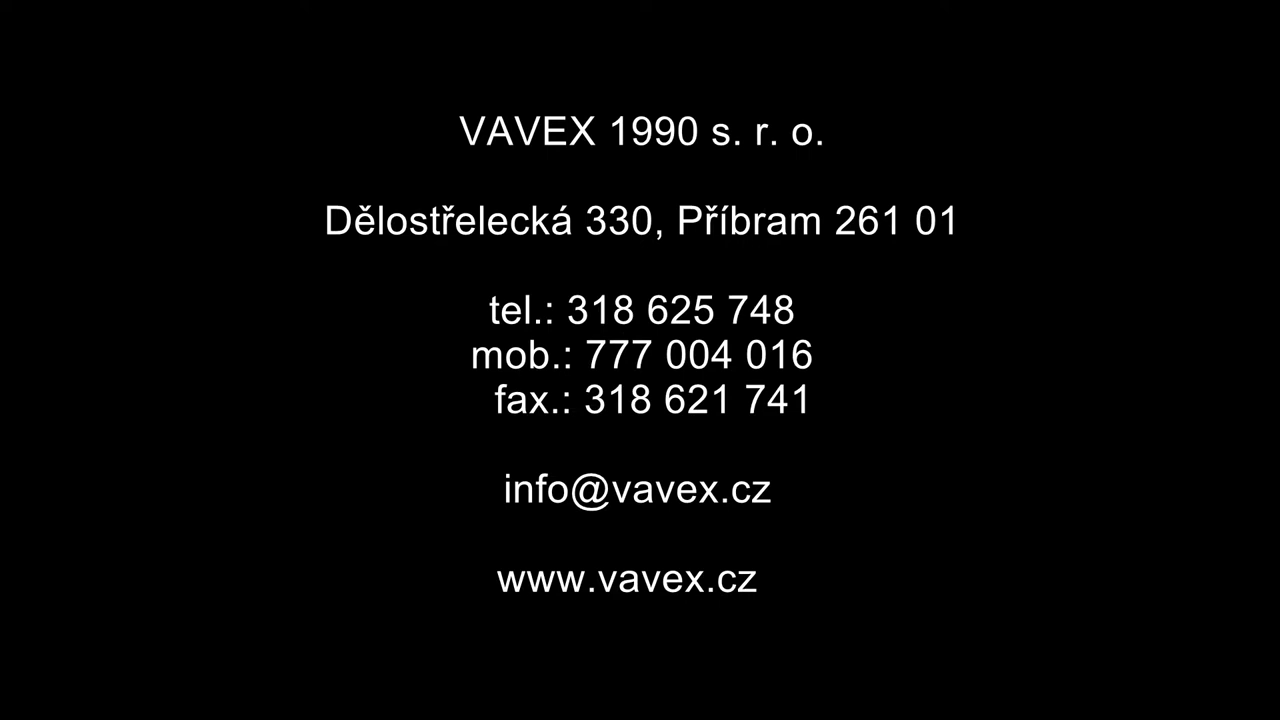 VAVEX 1990 s. r. o.
Dělostřelecká 330, Příbram 261 01
tel.: 318 625 748
mob.: 777 004 016
fax.: 318 621 741
info@vavex.cz
www.vavex.cz